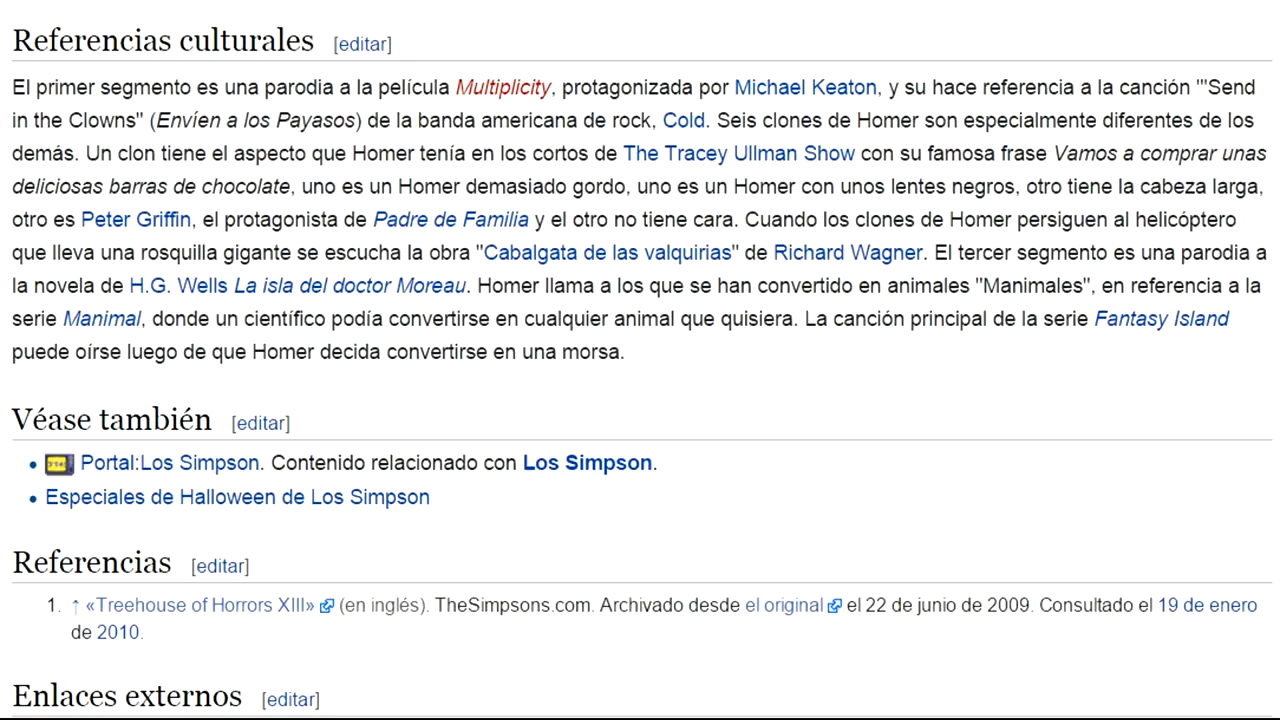 Referencias culturales [editar]
El primer segmento es una parodia a la película Multiplicity, protagonizada por Michael Keaton, y su hace referencia a la canción '"Send
in the Clowns" (Envíen a los Payasos) de la banda americana de rock, Cold. Seis clones de Homer son especialmente diferentes de los
demás. Un clon tiene el aspecto que Homer tenía en los cortos de The Tracey Ullman Show con su famosa frase Vamos a comprar unas
deliciosas barras de chocolate, uno es un Homer demasiado gordo, uno es un Homer con unos lentes negros, otro tiene la cabeza larga,
otro es Peter Griffin, el protagonista de Padre de Familia y el otro no tiene cara. Cuando los clones de Homer persiguen al helicóptero
que lleva una rosquilla gigante se escucha la obra "Cabalgata de las valquirias" de Richard Wagner. El tercer segmento es una parodia a
la novela de H.G. Wells La isla del doctor Moreau. Homer llama a los que se han convertido en animales "Manimales", en referencia a la
serie Manimal, donde un científico podía convertirse en cualquier animal que quisiera. La canción principal de la serie Fantasy Island
puede oírse luego de que Homer decida convertirse en una morsa.
Véase también [editar]
• Portal:Los Simpson. Contenido relacionado con Los Simpson.
• Especiales de Halloween de Los Simpson
Referencias [editar]
1. ↑ «Treehouse of Horrors XIII» (en inglés). TheSimpsons.com. Archivado desde el original el 22 de junio de 2009. Consultado el 19 de enero
de 2010.
Enlaces externos [editar]